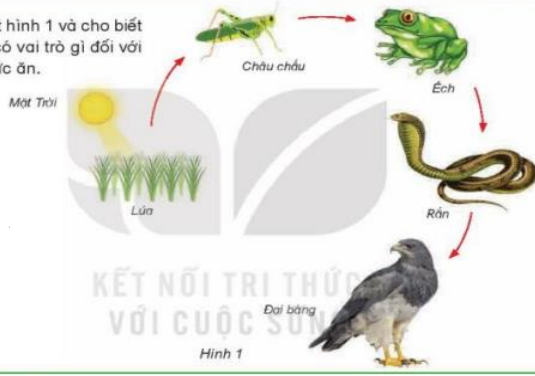 t hình 1 và cho biết
có vai trò gì đối với
ức ăn.
Mặt Trời
Châu chấu
Ếch
Lúa
Rắn
KẾT NỐI TRI THỨC
VỚI CUỘC SỐNG
Đại bàng
Hình 1